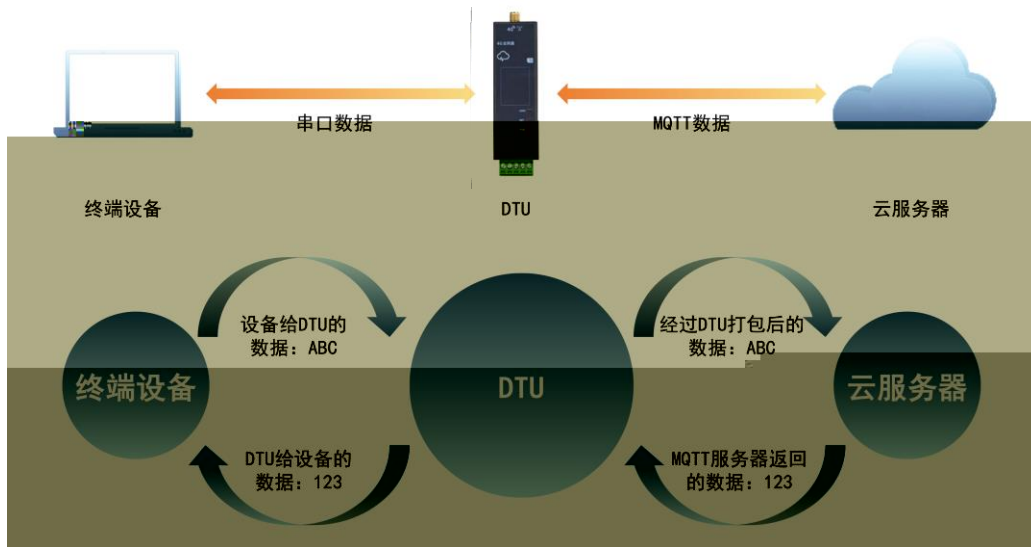 串口数据
MQTT数据
终端设备
DTU
云服务器
设备给DTU的
数据：ABC
经过DTU打包后的
数据：ABC
终端设备
DTU
云服务器
DTU给设备的
数据：123
MQTT服务器返回
的数据：123